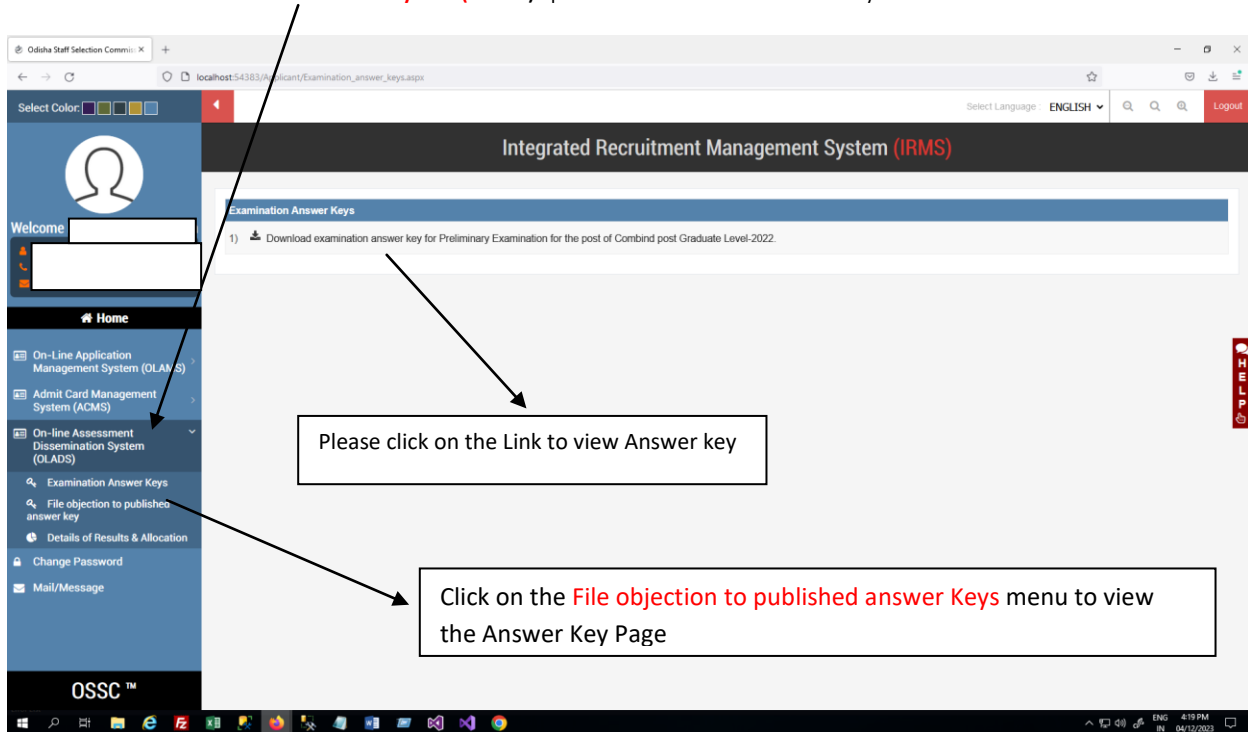 Odisha Staff Selection Commis
localhost:54383/Applicant/Examination_answer_keys.aspx
Select Color:
Select Language : ENGLISH
Logout
Integrated Recruitment Management System (IRMS)
Welcome
Examination Answer Keys
1) Download examination answer key for Preliminary Examination for the post of Combind post Graduate Level-2022.
Home
On-Line Application
Management System (OLAMS)
Admit Card Management
System (ACMS)
On-line Assessment
Dissemination System
(OLADS)
Examination Answer Keys
File objection to published
answer key
Details of Results & Allocation
Change Password
Mail/Message
OSSC ™
HELP
Please click on the Link to view Answer key
Click on the File objection to published answer Keys menu to view
the Answer Key Page
ENG 4:19 PM
IN 04/12/2023